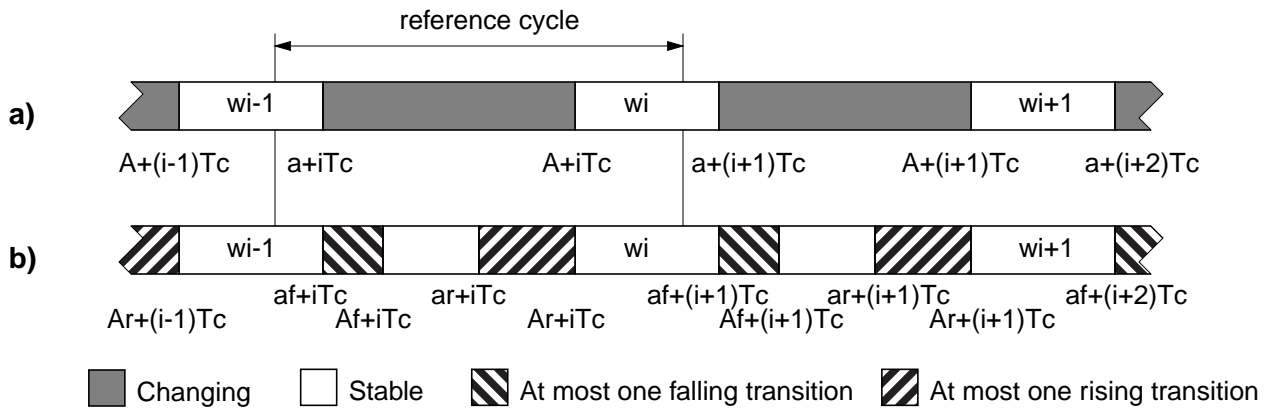 reference cycle
a) wi-1 wi wi+1
A+(i-1)Tc a+iTc A+iTc a+(i+1)Tc A+(i+1)Tc a+(i+2)Tc
b) wi-1 wi wi+1
af+iTc ar+iTc af+(i+1)Tc ar+(i+1)Tc af+(i+2)Tc
Ar+(i-1)Tc Af+iTc Ar+iTc Af+(i+1)Tc Ar+(i+1)Tc
Changing Stable At most one falling transition At most one rising transition